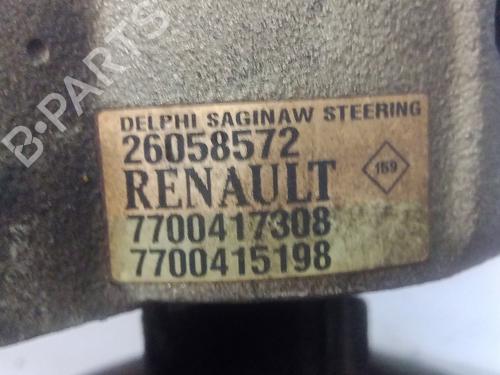 B-PARTS
DELPHI SAGINAW STEERING
26058572
RENAULT
159
7700417308
7700415198